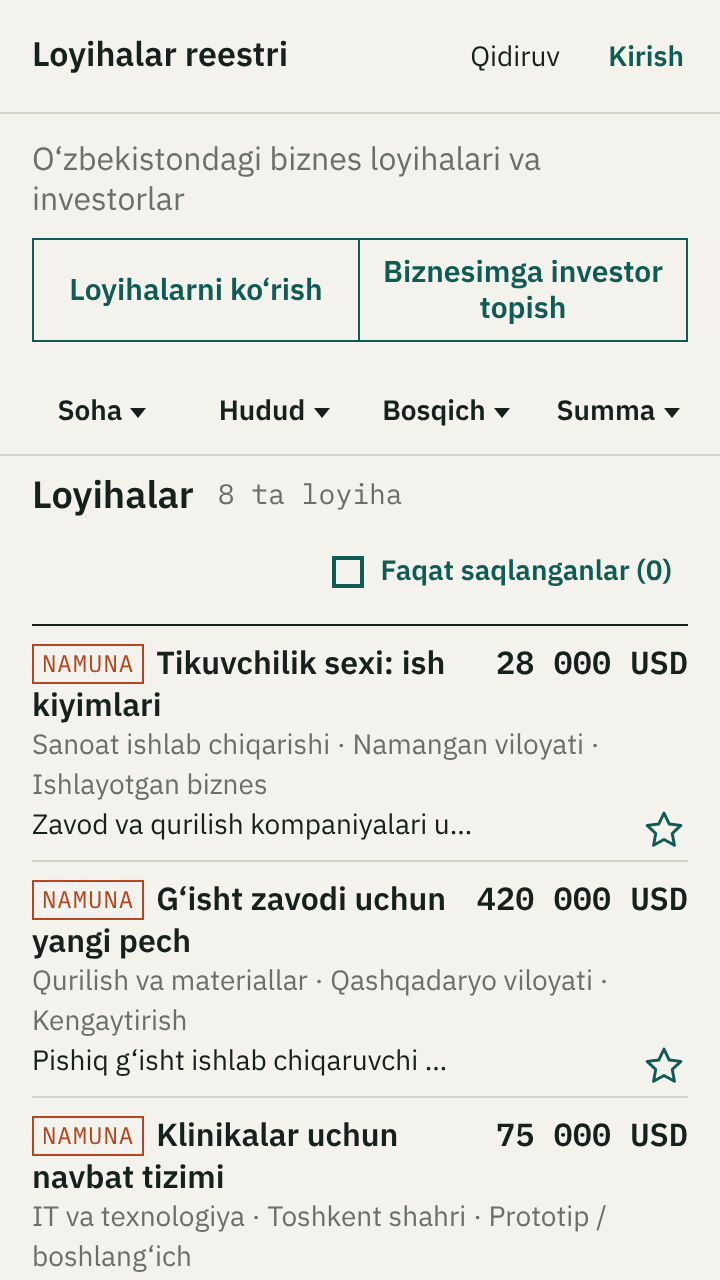 Loyihalar reestri Qidiruv Kirish
Oʻzbekistondagi biznes loyihalari va
investorlar
Loyihalarni koʻrish
Biznesimga investor
topish
Soha Hudud Bosqich Summa
Loyihalar 8 ta loyiha
Faqat saqlanganlar (0)
NAMUNA Tikuvchilik sexi: ish 28 000 USD
kiyimlari
Sanoat ishlab chiqarishi · Namangan viloyati ·
Ishlayotgan biznes
Zavod va qurilish kompaniyalari u...
NAMUNA Gʻisht zavodi uchun 420 000 USD
yangi pech
Qurilish va materiallar · Qashqadaryo viloyati ·
Kengaytirish
Pishiq gʻisht ishlab chiqaruvchi ...
NAMUNA Klinikalar uchun 75 000 USD
navbat tizimi
IT va texnologiya · Toshkent shahri · Prototip /
boshlangʻich